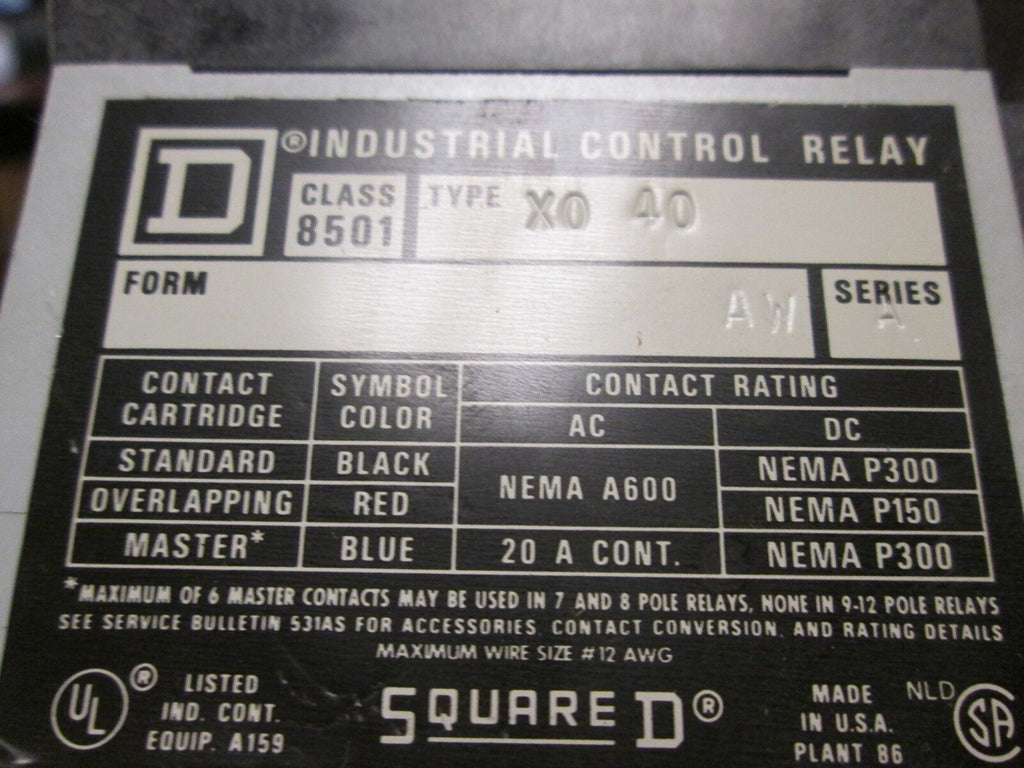 D ® INDUSTRIAL CONTROL RELAY
CLASS 8501 TYPE XO 40
FORM AW SERIES A
CONTACT CARTRIDGE SYMBOL COLOR CONTACT RATING
AC DC
STANDARD BLACK NEMA A600 NEMA P300
OVERLAPPING RED NEMA P150
MASTER* BLUE 20 A CONT. NEMA P300
*MAXIMUM OF 6 MASTER CONTACTS MAY BE USED IN 7 AND 8 POLE RELAYS, NONE IN 9-12 POLE RELAYS
SEE SERVICE BULLETIN 531AS FOR ACCESSORIES, CONTACT CONVERSION, AND RATING DETAILS
MAXIMUM WIRE SIZE #12 AWG
UL ® LISTED
IND. CONT.
EQUIP. A159
SQUARE D ®
MADE
IN U.S.A.
PLANT 86
NLD SA